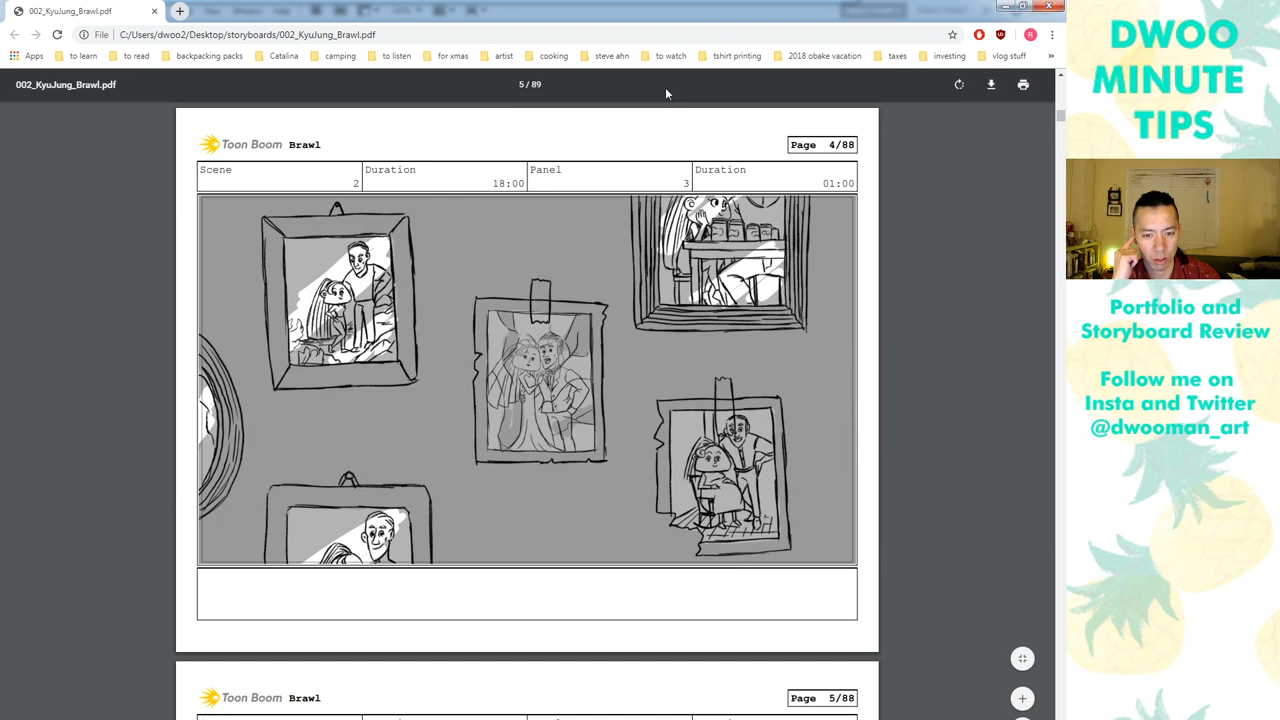 002_KyuJung_Brawl.pdf
File C:/Users/dwoo2/Desktop/storyboards/002_KyuJung_Brawl.pdf
R
Apps to learn to read backpacking packs Catalina camping to listen for xmas artist cooking steve ahn to watch tshirt printing 2018 obake vacation taxes investing vlog stuff »
002_KyuJung_Brawl.pdf 5 / 89
Toon Boom Brawl Page 4/88
Scene 2 Duration 18:00 Panel 3 Duration 01:00
Toon Boom Brawl Page 5/88
DWOO
MINUTE
TIPS
Portfolio and
Storyboard Review
Follow me on
Insta and Twitter
@dwooman_art